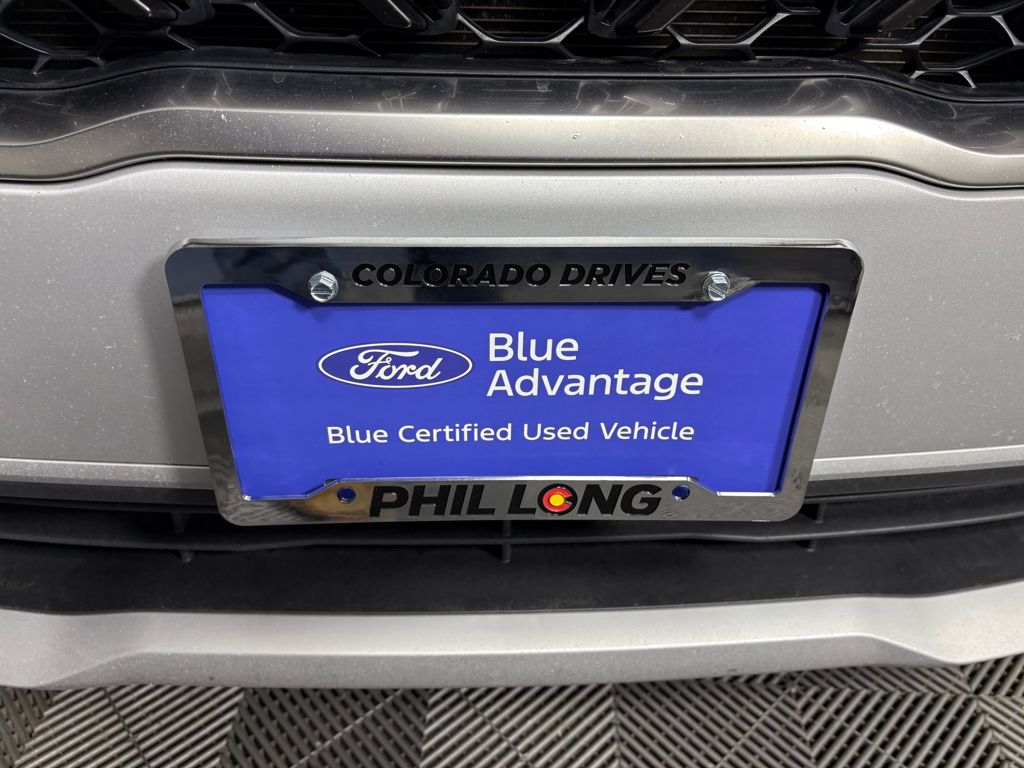 COLORADO DRIVES
Ford
Blue
Advantage
Blue Certified Used Vehicle
PHIL LONG